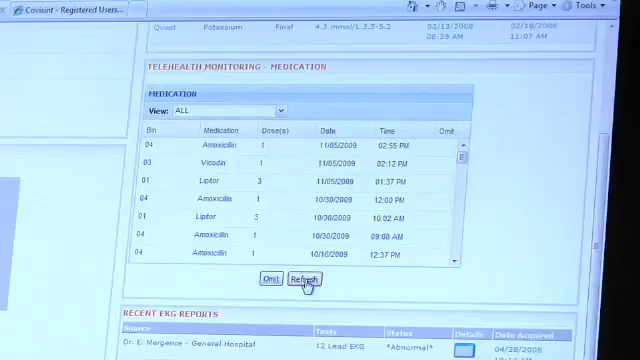 Covisint - Registered Users...
Page Tools
Quest Potassium Final 4.3 mmol/L 3.5-5.2 02/13/2008 08:39 AM 02/18/2008 11:07 AM
TELEHEALTH MONITORING - MEDICATION
MEDICATION
View: ALL
Bin Medication Dose(s) Date Time Omit
04 Amoxicillin 1 11/05/2009 02:55 PM
03 Vicodin 1 11/05/2009 02:12 PM
01 Lipitor 3 11/05/2009 01:37 PM
04 Amoxicillin 1 10/30/2009 12:00 PM
01 Lipitor 3 10/30/2009 10:02 AM
04 Amoxicillin 1 10/30/2009 09:00 AM
04 Amoxicillin 1 10/16/2009 12:37 PM
Omit Refresh
RECENT EKG REPORTS
Source Tests Status Details Date Acquired
Dr. E. Mergence - General Hospital 12 Lead EKG *Abnormal* 04/28/2008